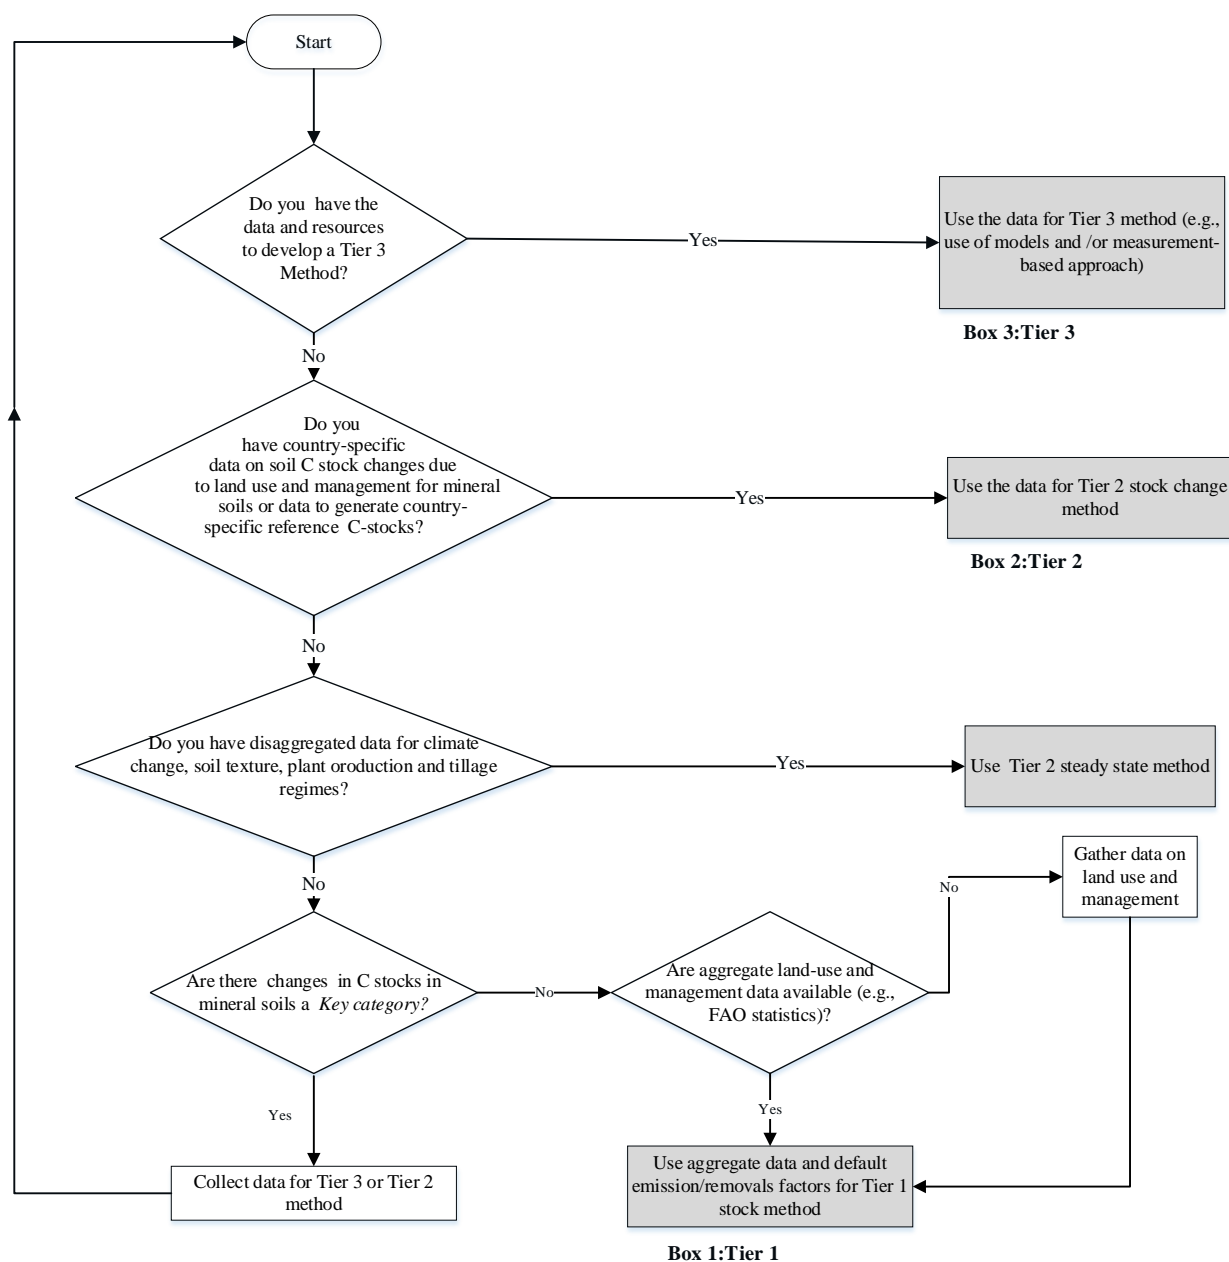 Start
Do you have the
data and resources
to develop a Tier 3
Method?
Yes
Use the data for Tier 3 method (e.g.,
use of models and /or measurement-
based approach)
Box 3:Tier 3
No
Do you
have country-specific
data on soil C stock changes due
to land use and management for mineral
soils or data to generate country-
specific reference C-stocks?
Yes
Use the data for Tier 2 stock change
method
Box 2:Tier 2
No
Do you have disaggregated data for climate
change, soil texture, plant oroduction and tillage
regimes?
Yes
Use Tier 2 steady state method
No
Are there changes in C stocks in
mineral soils a Key category?
No
Are aggregate land-use and
management data available (e.g.,
FAO statistics)?
No
Gather data on
land use and
management
Yes
Collect data for Tier 3 or Tier 2
method
Yes
Use aggregate data and default
emission/removals factors for Tier 1
stock method
Box 1:Tier 1